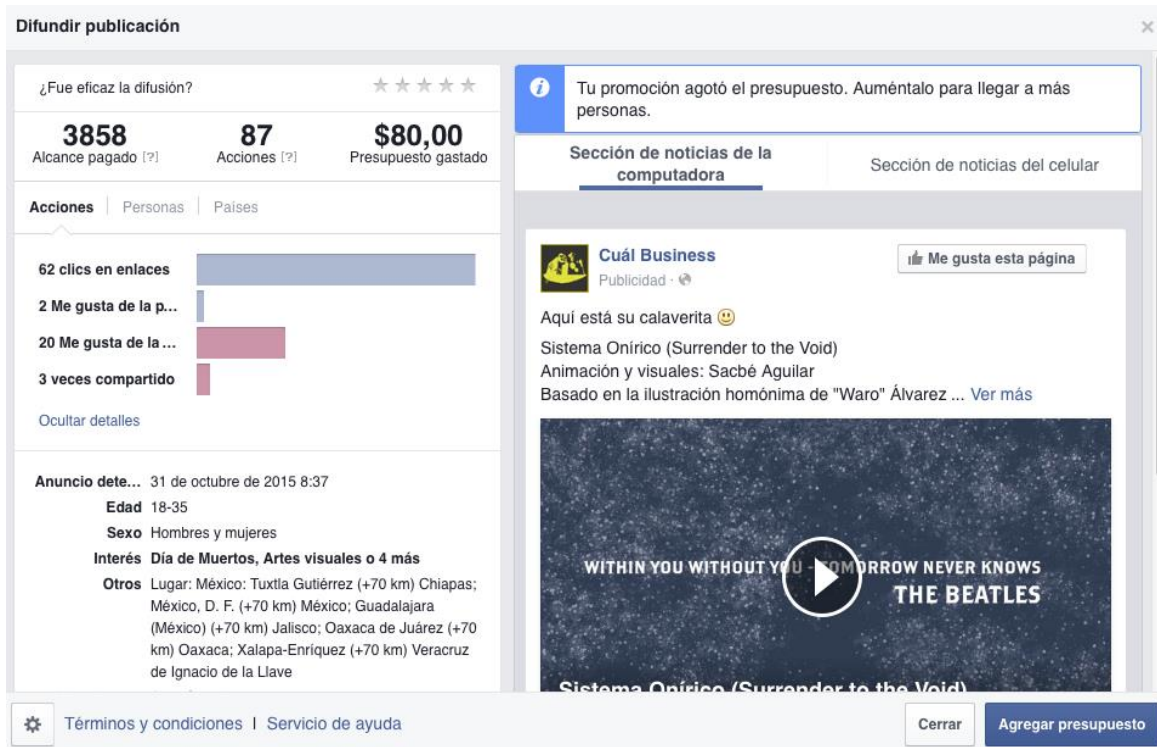 Difundir publicación
¿Fue eficaz la difusión?
3858
Alcance pagado [?]
87
Acciones [?]
$80,00
Presupuesto gastado
Acciones
Personas
Países
62 clics en enlaces
2 Me gusta de la p...
20 Me gusta de la ...
3 veces compartido
Ocultar detalles
Anuncio dete... 31 de octubre de 2015 8:37
Edad 18-35
Sexo Hombres y mujeres
Interés Día de Muertos, Artes visuales o 4 más
Otros Lugar: México: Tuxtla Gutiérrez (+70 km) Chiapas;
México, D. F. (+70 km) México; Guadalajara
(México) (+70 km) Jalisco; Oaxaca de Juárez (+70
km) Oaxaca; Xalapa-Enríquez (+70 km) Veracruz
de Ignacio de la Llave
Tu promoción agotó el presupuesto. Auméntalo para llegar a más
personas.
Sección de noticias de la
computadora
Sección de noticias del celular
Cuál Business
Publicidad ·
Me gusta esta página
Aquí está su calaverita
Sistema Onírico (Surrender to the Void)
Animación y visuales: Sacbé Aguilar
Basado en la ilustración homónima de "Waro" Álvarez ... Ver más
WITHIN YOU WITHOUT YOU - TOMORROW NEVER KNOWS
THE BEATLES
Sistema Onírico (Surrender to the Void)
Términos y condiciones | Servicio de ayuda
Cerrar
Agregar presupuesto